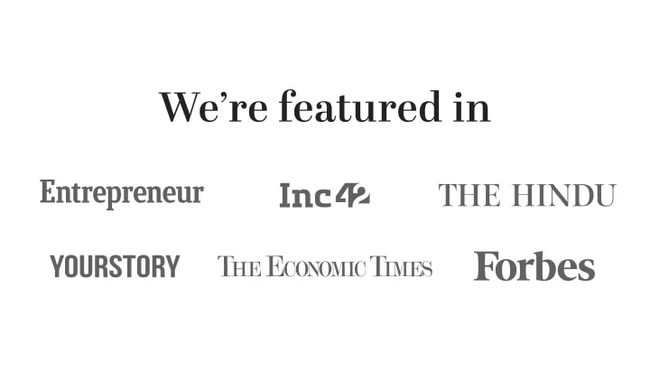 We're featured in
Entrepreneur Inc42 THE HINDU
YOURSTORY THE ECONOMIC TIMES Forbes